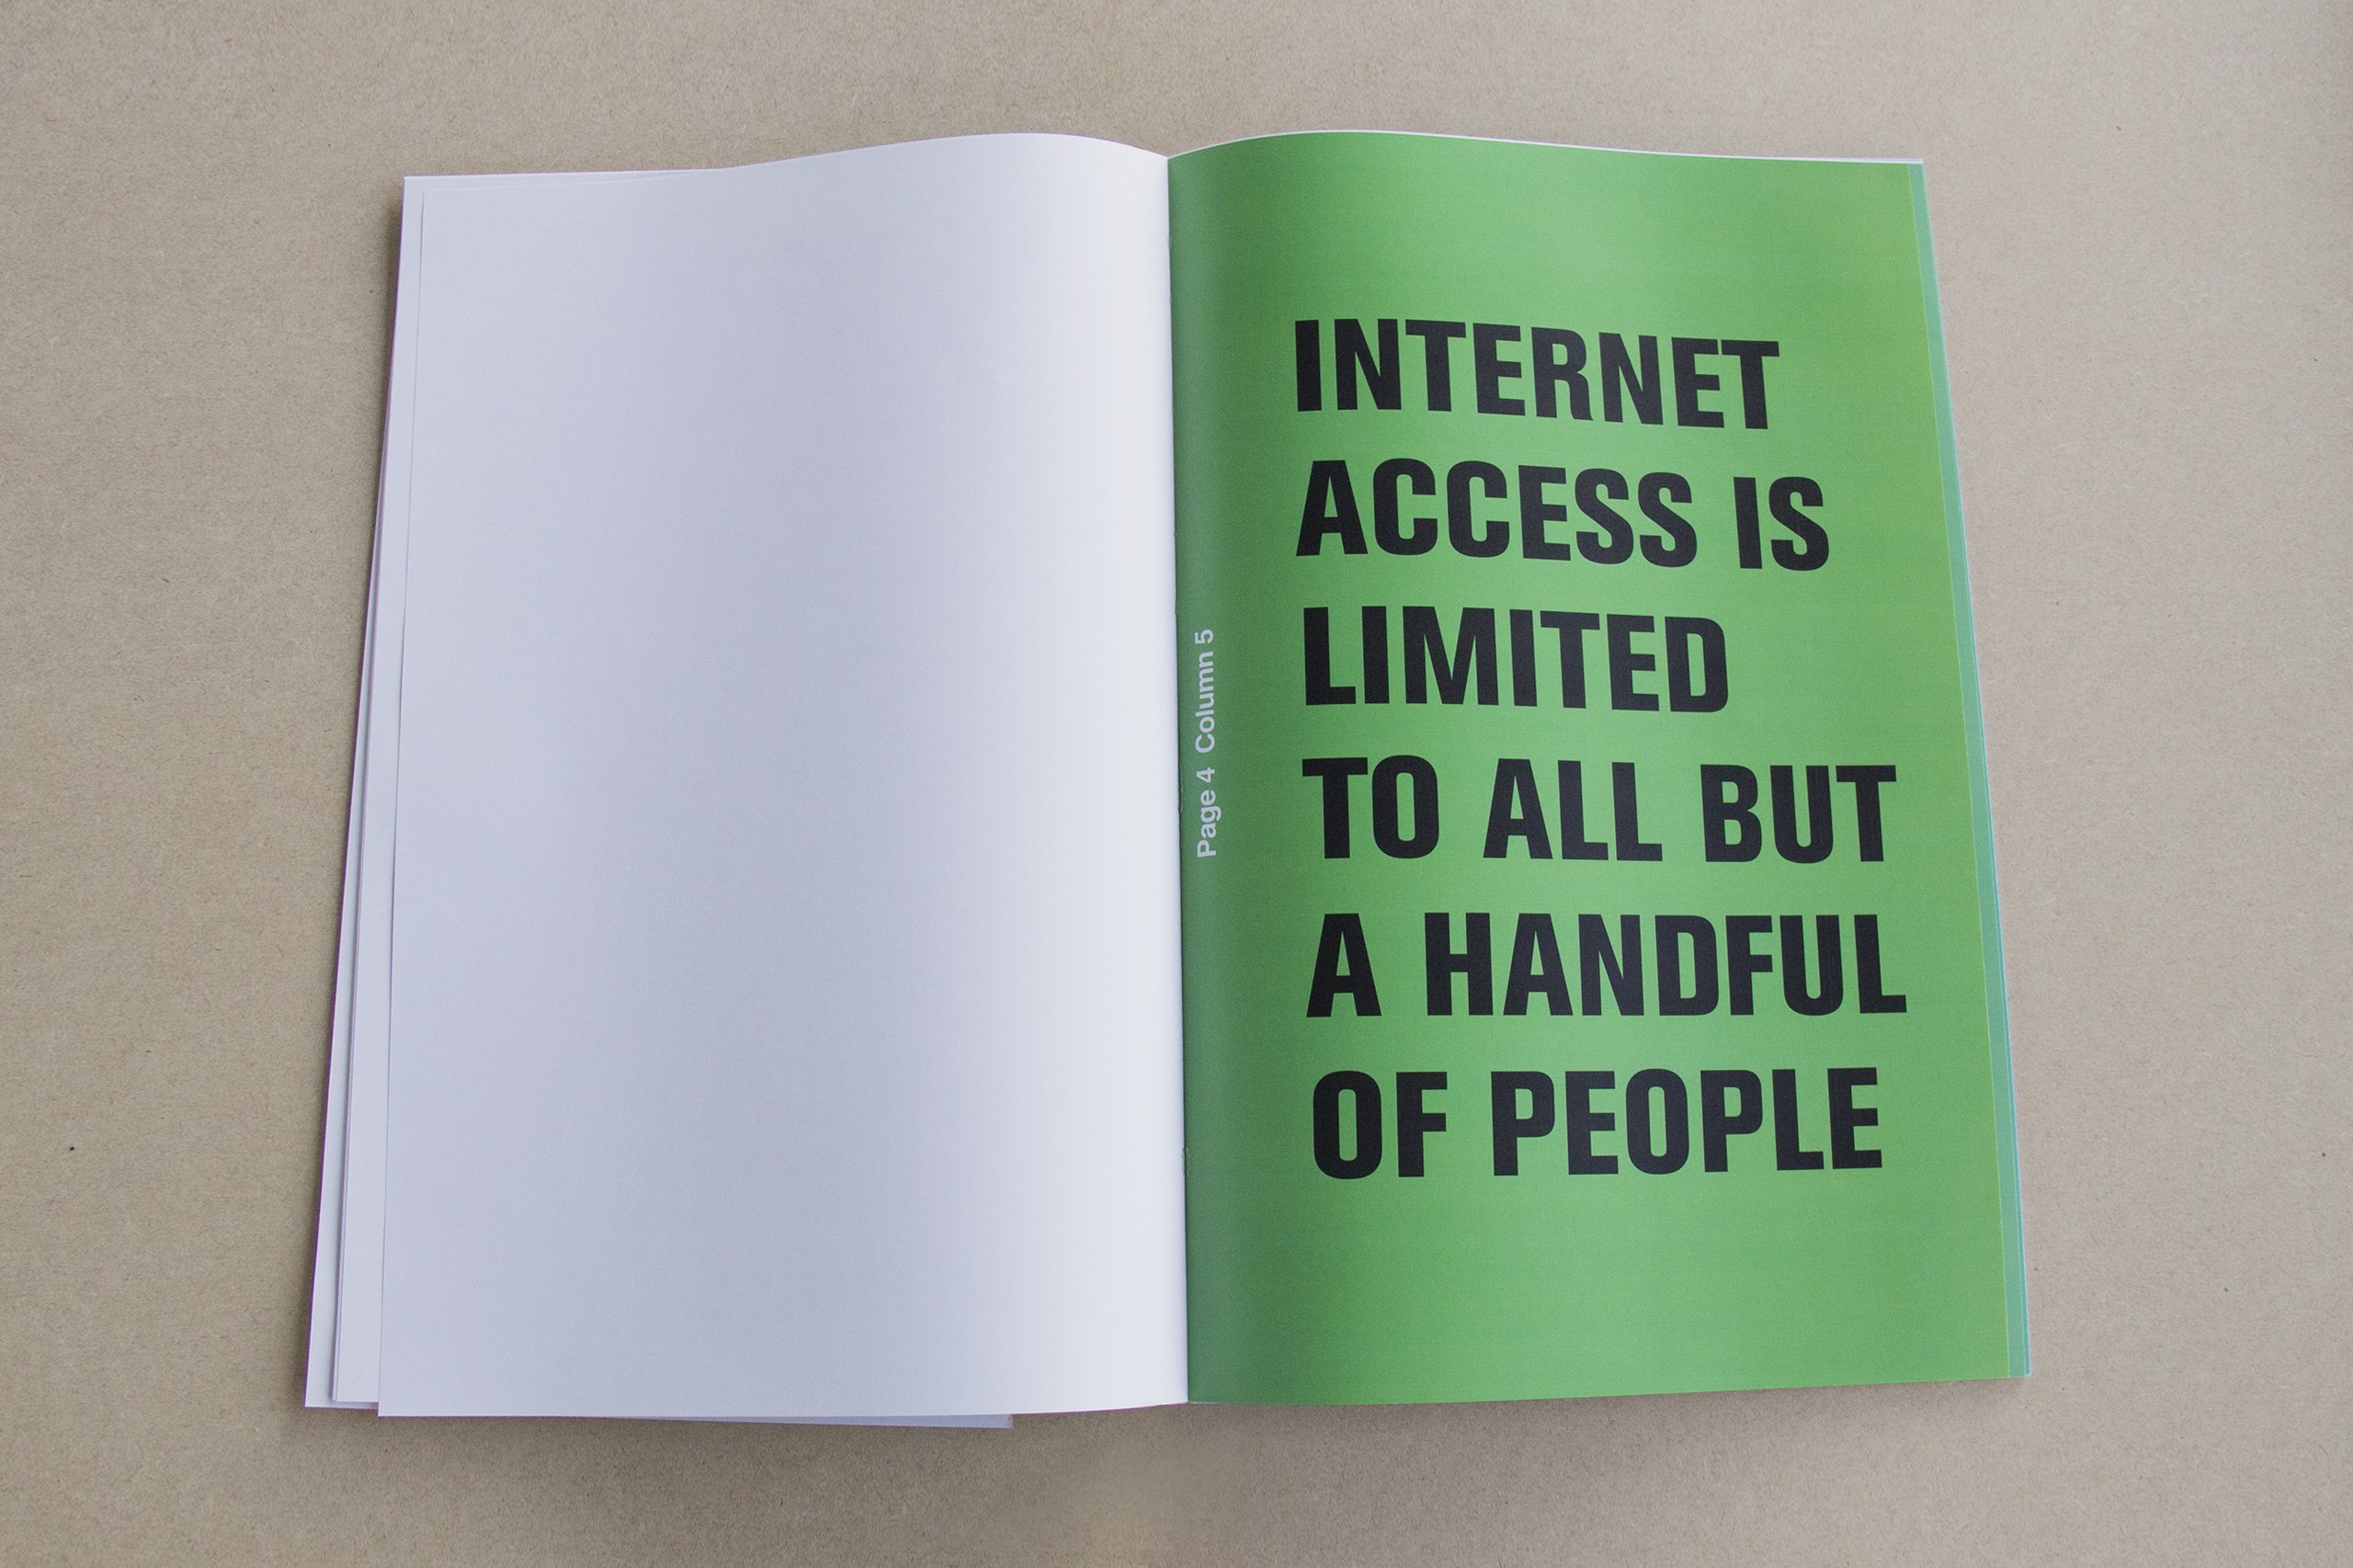 Page 4 Column 5
INTERNET
ACCESS IS
LIMITED
TO ALL BUT
A HANDFUL
OF PEOPLE